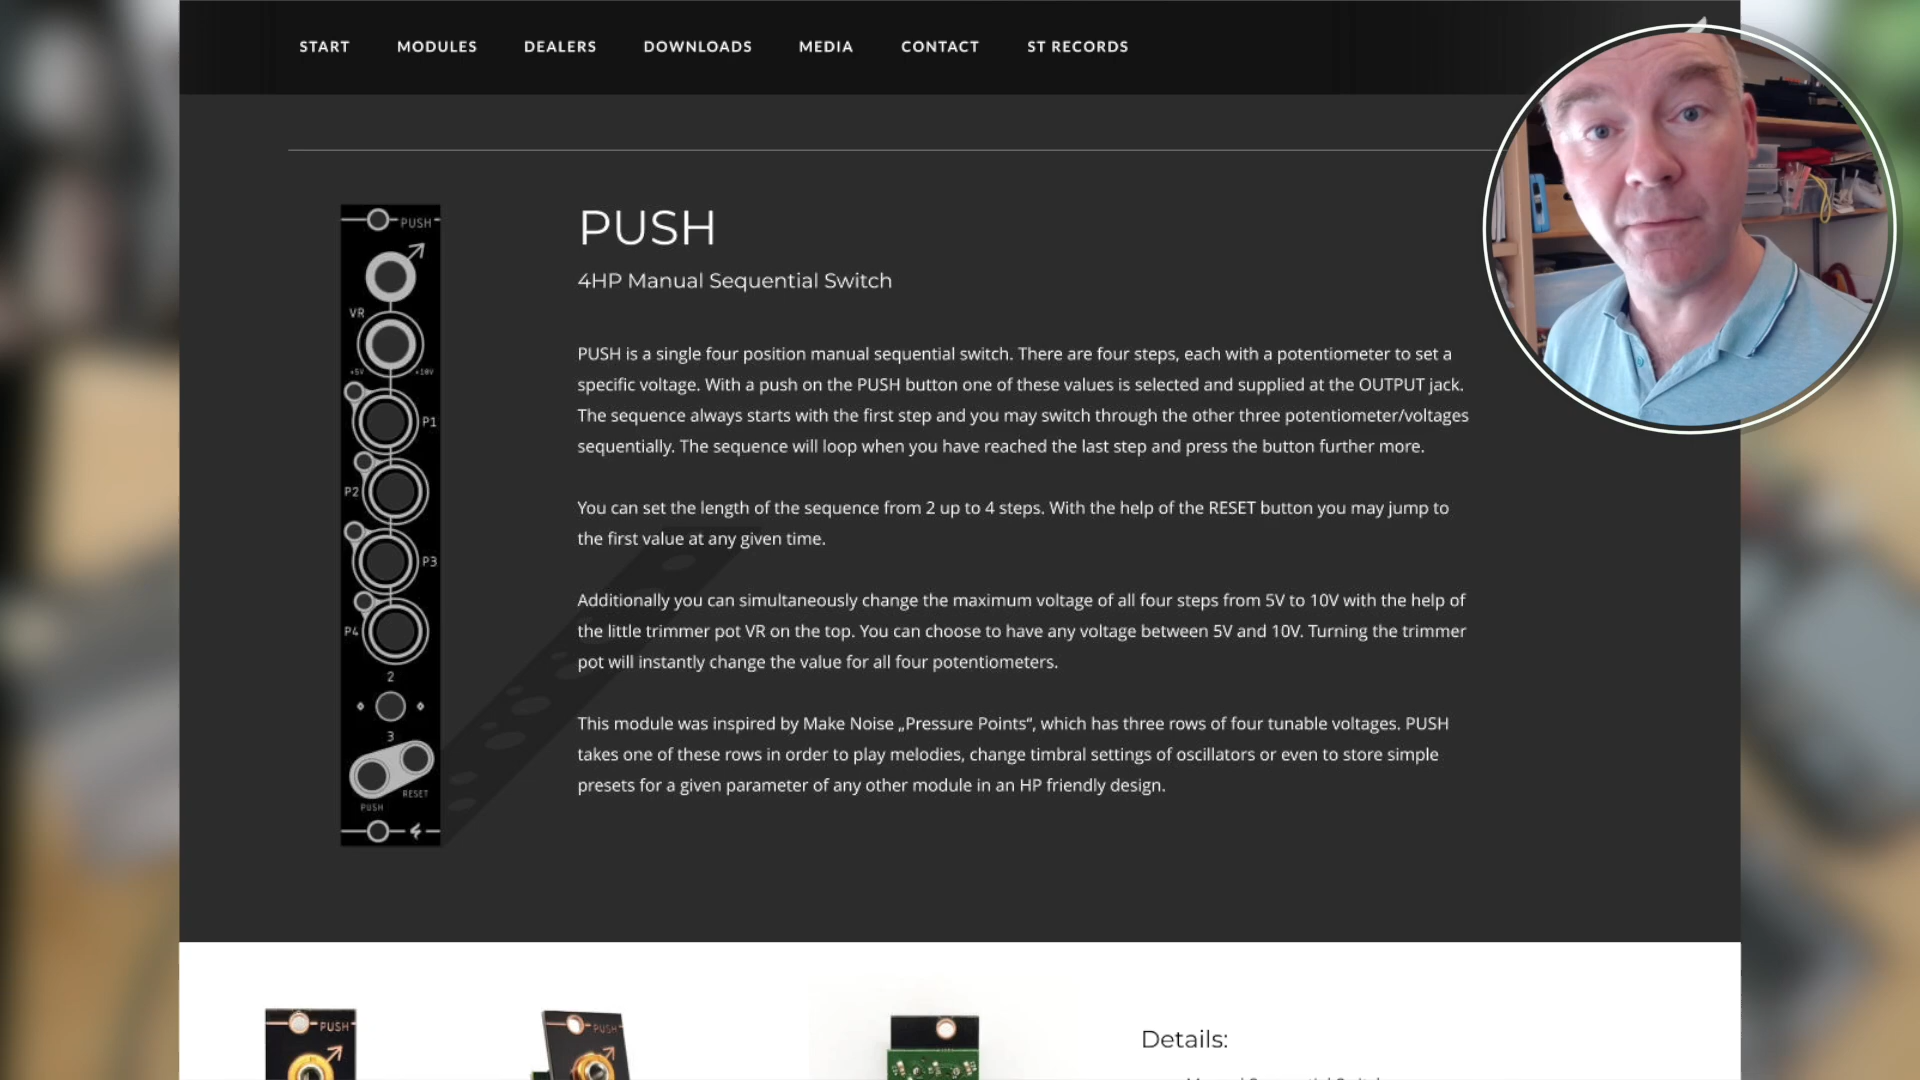 START MODULES DEALERS DOWNLOADS MEDIA CONTACT ST RECORDS
PUSH
VR
+5V +10V
P1
P2
P3
P4
2
3
RESET
PUSH
PUSH
4HP Manual Sequential Switch
PUSH is a single four position manual sequential switch. There are four steps, each with a potentiometer to set a
specific voltage. With a push on the PUSH button one of these values is selected and supplied at the OUTPUT jack.
The sequence always starts with the first step and you may switch through the other three potentiometer/voltages
sequentially. The sequence will loop when you have reached the last step and press the button further more.
You can set the length of the sequence from 2 up to 4 steps. With the help of the RESET button you may jump to
the first value at any given time.
Additionally you can simultaneously change the maximum voltage of all four steps from 5V to 10V with the help of
the little trimmer pot VR on the top. You can choose to have any voltage between 5V and 10V. Turning the trimmer
pot will instantly change the value for all four potentiometers.
This module was inspired by Make Noise „Pressure Points“, which has three rows of four tunable voltages. PUSH
takes one of these rows in order to play melodies, change timbral settings of oscillators or even to store simple
presets for a given parameter of any other module in an HP friendly design.
PUSH
PUSH
Details: